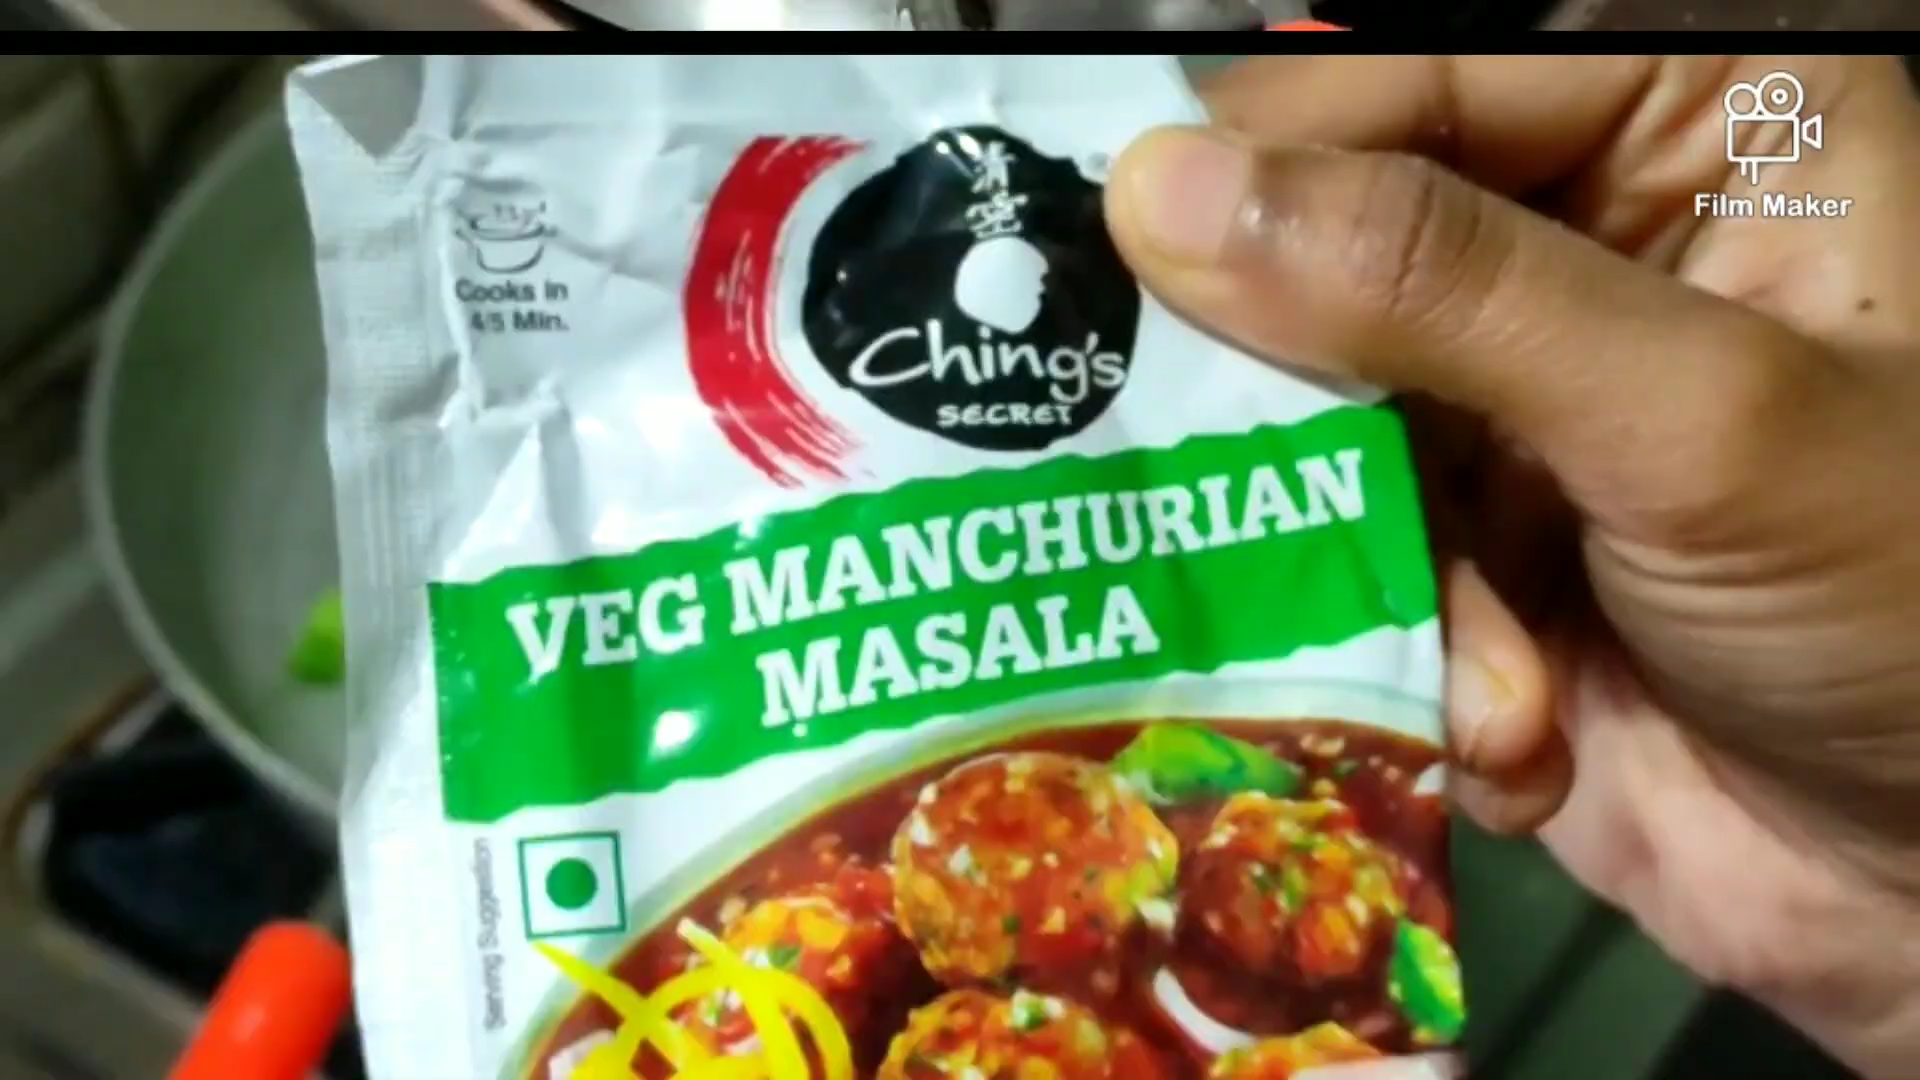 Film Maker
Cooks in
4/5 Min.
Ching's
SECRET
VEG MANCHURIAN
MASALA
Serving Suggestion